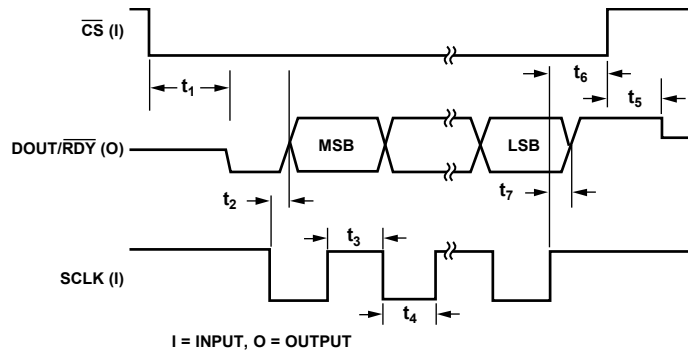 CS (I)
t1
t6
t5
DOUT/RDY (O)
MSB
LSB
t2
t7
t3
SCLK (I)
t4
I = INPUT, O = OUTPUT